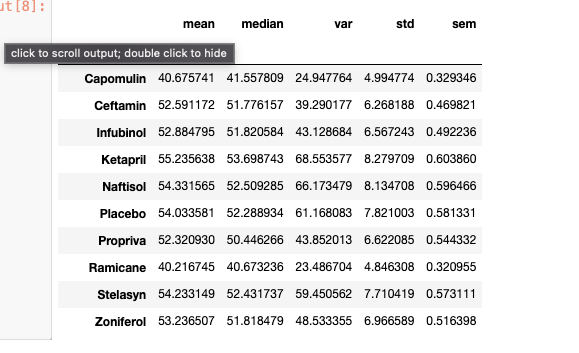 ut[8]:
mean median var std sem
click to scroll output; double click to hide
Capomulin 40.675741 41.557809 24.947764 4.994774 0.329346
Ceftamin 52.591172 51.776157 39.290177 6.268188 0.469821
Infubinol 52.884795 51.820584 43.128684 6.567243 0.492236
Ketapril 55.235638 53.698743 68.553577 8.279709 0.603860
Naftisol 54.331565 52.509285 66.173479 8.134708 0.596466
Placebo 54.033581 52.288934 61.168083 7.821003 0.581331
Propriva 52.320930 50.446266 43.852013 6.622085 0.544332
Ramicane 40.216745 40.673236 23.486704 4.846308 0.320955
Stelasyn 54.233149 52.431737 59.450562 7.710419 0.573111
Zoniferol 53.236507 51.818479 48.533355 6.966589 0.516398